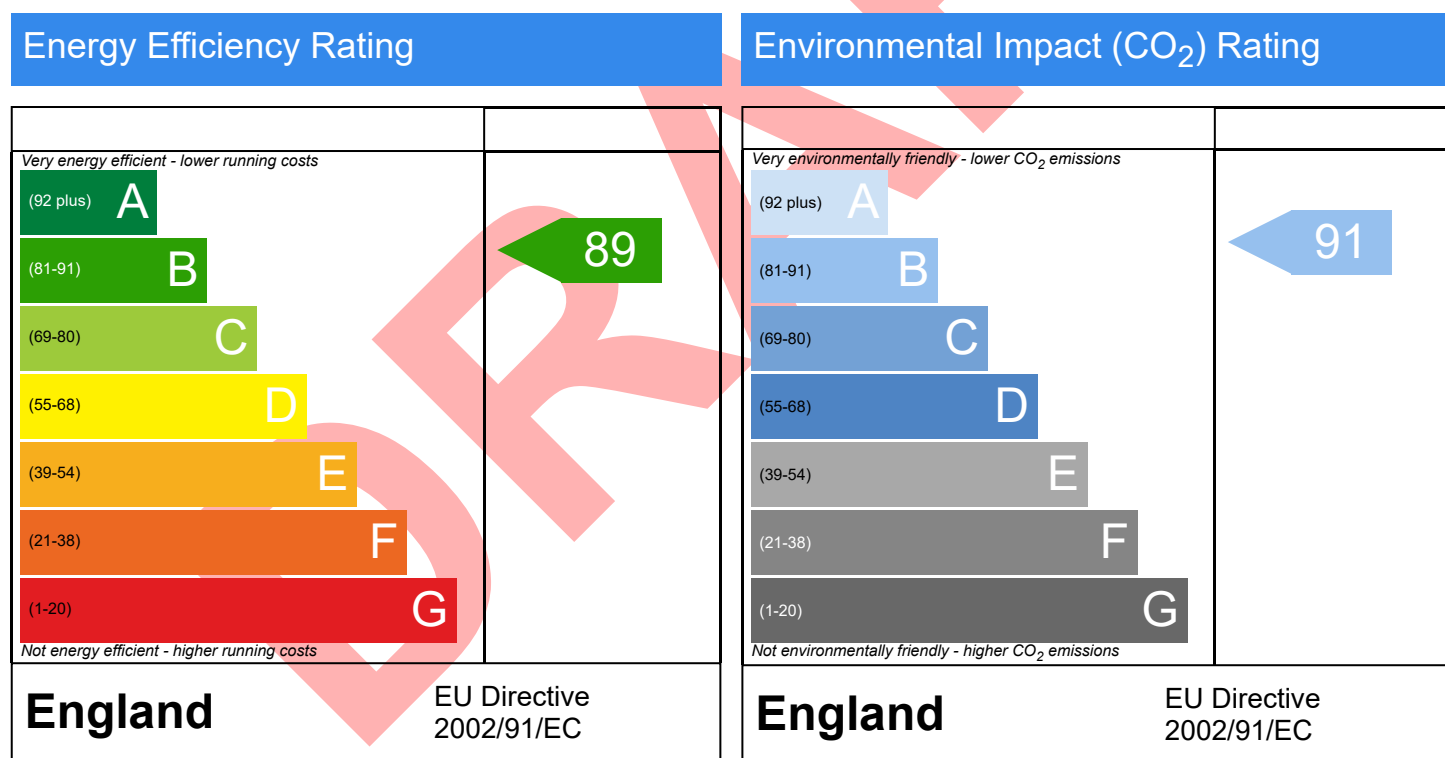 Energy Efficiency Rating
Very energy efficient - lower running costs
(92 plus) A
(81-91) B
(69-80) C
(55-68) D
(39-54) E
(21-38) F
(1-20) G
Not energy efficient - higher running costs
89
England
EU Directive
2002/91/EC
Environmental Impact (CO2) Rating
Very environmentally friendly - lower CO2 emissions
(92 plus) A
(81-91) B
(69-80) C
(55-68) D
(39-54) E
(21-38) F
(1-20) G
Not environmentally friendly - higher CO2 emissions
91
England
EU Directive
2002/91/EC